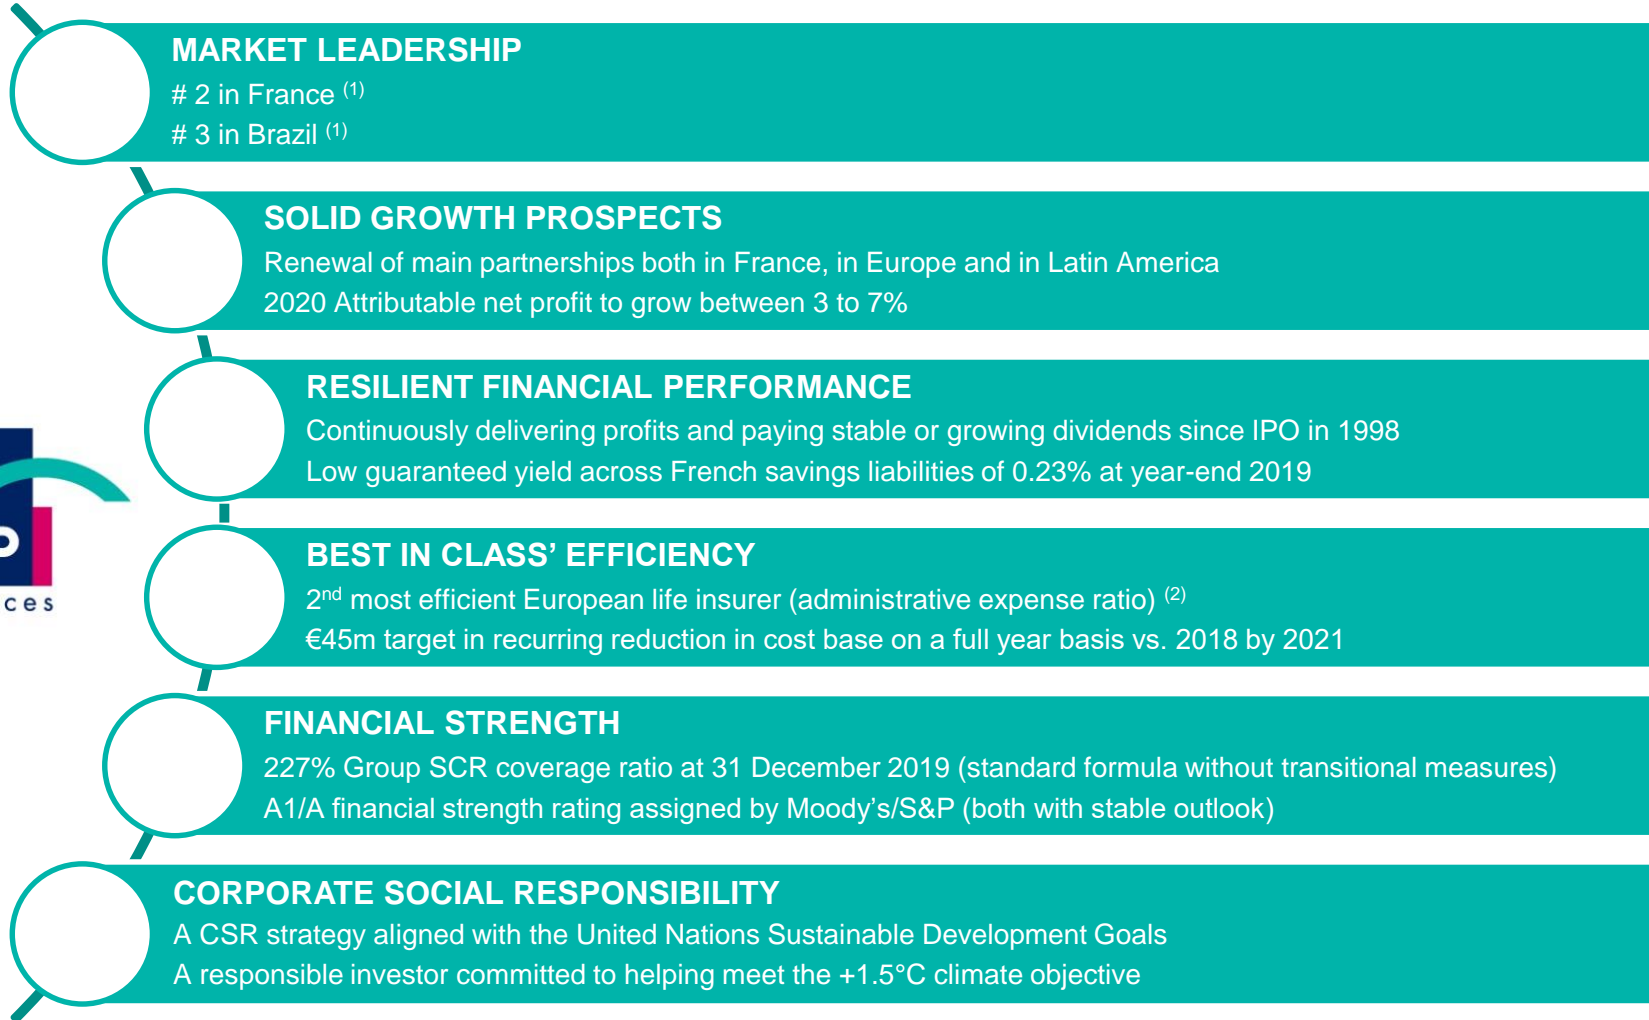 MARKET LEADERSHIP
# 2 in France (1)
# 3 in Brazil (1)
SOLID GROWTH PROSPECTS
Renewal of main partnerships both in France, in Europe and in Latin America
2020 Attributable net profit to grow between 3 to 7%
RESILIENT FINANCIAL PERFORMANCE
Continuously delivering profits and paying stable or growing dividends since IPO in 1998
Low guaranteed yield across French savings liabilities of 0.23% at year-end 2019
BEST IN CLASS’ EFFICIENCY
2nd most efficient European life insurer (administrative expense ratio) (2)
€45m target in recurring reduction in cost base on a full year basis vs. 2018 by 2021
FINANCIAL STRENGTH
227% Group SCR coverage ratio at 31 December 2019 (standard formula without transitional measures)
A1/A financial strength rating assigned by Moody’s/S&P (both with stable outlook)
CORPORATE SOCIAL RESPONSIBILITY
A CSR strategy aligned with the United Nations Sustainable Development Goals
A responsible investor committed to helping meet the +1.5°C climate objective